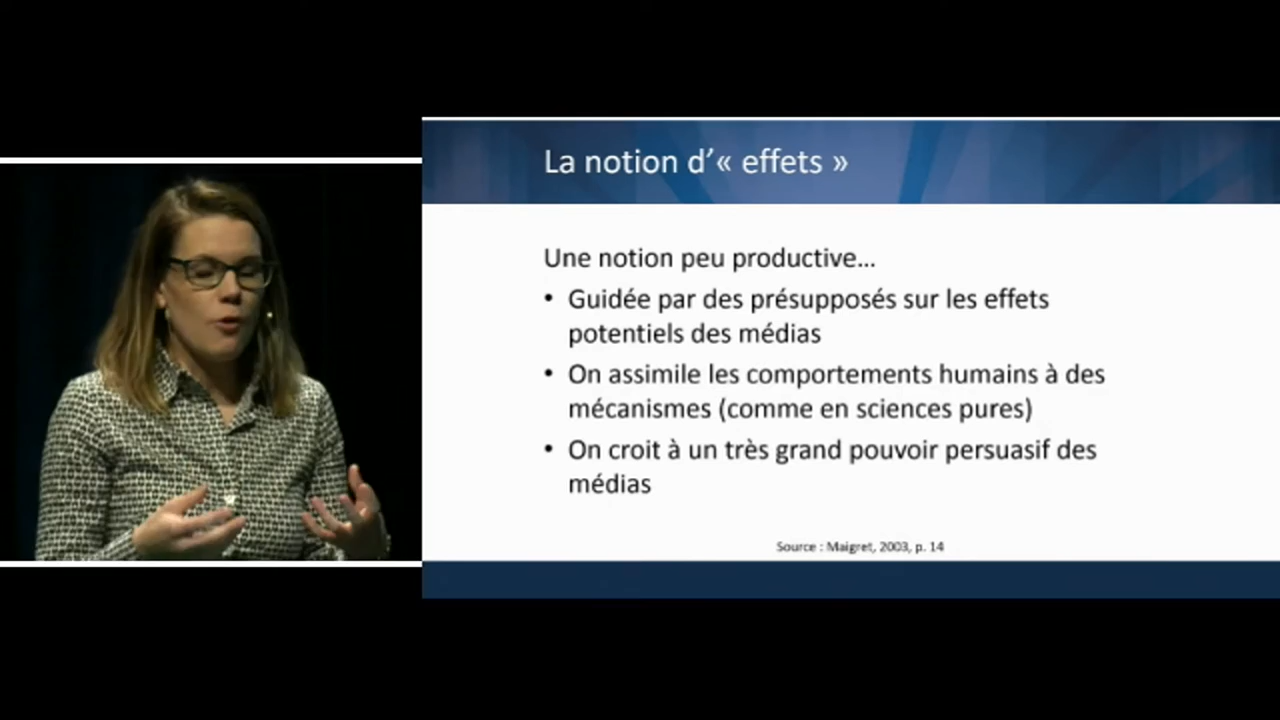 La notion d’« effets »
Une notion peu productive…
• Guidée par des présupposés sur les effets
potentiels des médias
• On assimile les comportements humains à des
mécanismes (comme en sciences pures)
• On croit à un très grand pouvoir persuasif des
médias
Source : Maigret, 2003, p. 14